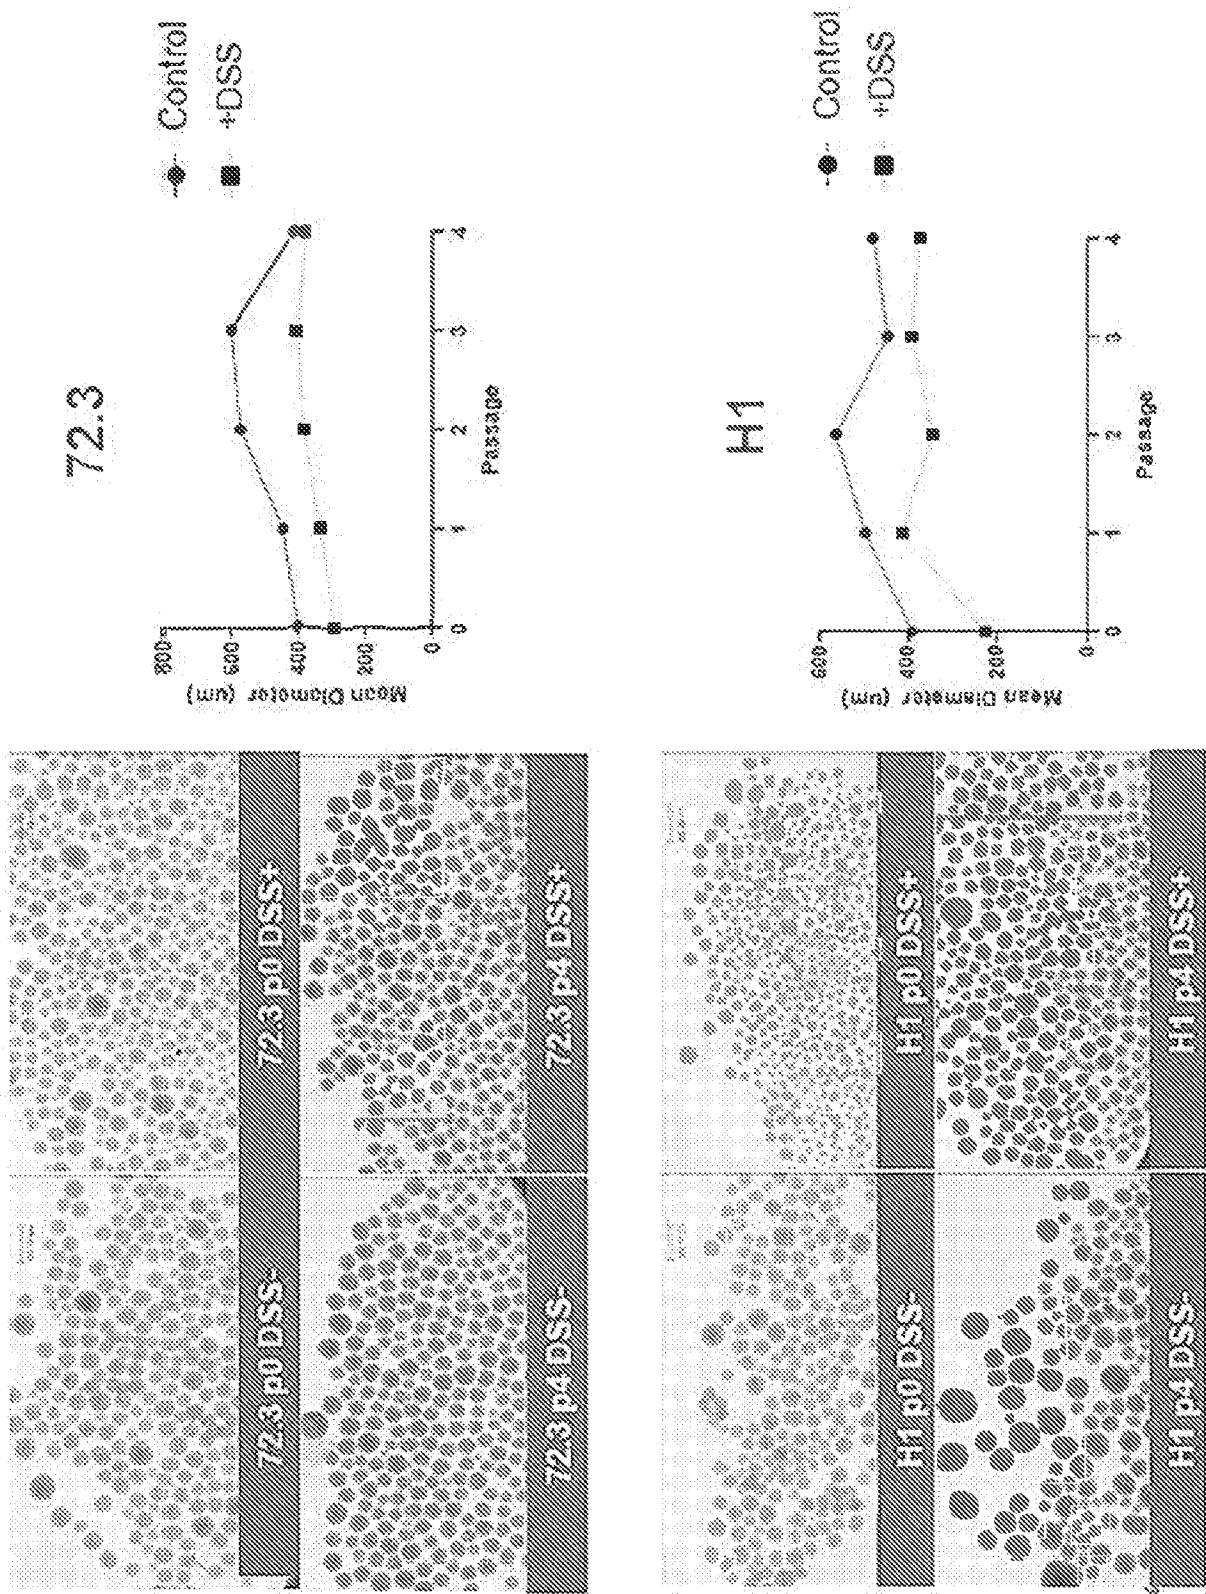 72.3 p0 DSS-
72.3 p0 DSS+
72.3 p4 DSS-
72.3 p4 DSS+
72.3
Mean Diameter (um)
800
600
400
200
0
0
1
2
3
4
Passage
Control
+DSS
H1 p0 DSS-
H1 p0 DSS+
H1 p4 DSS-
H1 p4 DSS+
H1
Mean Diameter (um)
600
400
200
0
0
1
2
3
4
Passage
Control
+DSS